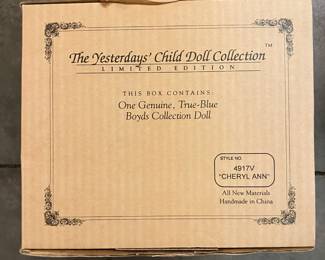 The Yesterdays' Child Doll Collection™
LIMITED EDITION
THIS BOX CONTAINS:
One Genuine, True-Blue
Boyds Collection Doll
STYLE NO.
4917V
"CHERYL ANN"
All New Materials
Handmade in China